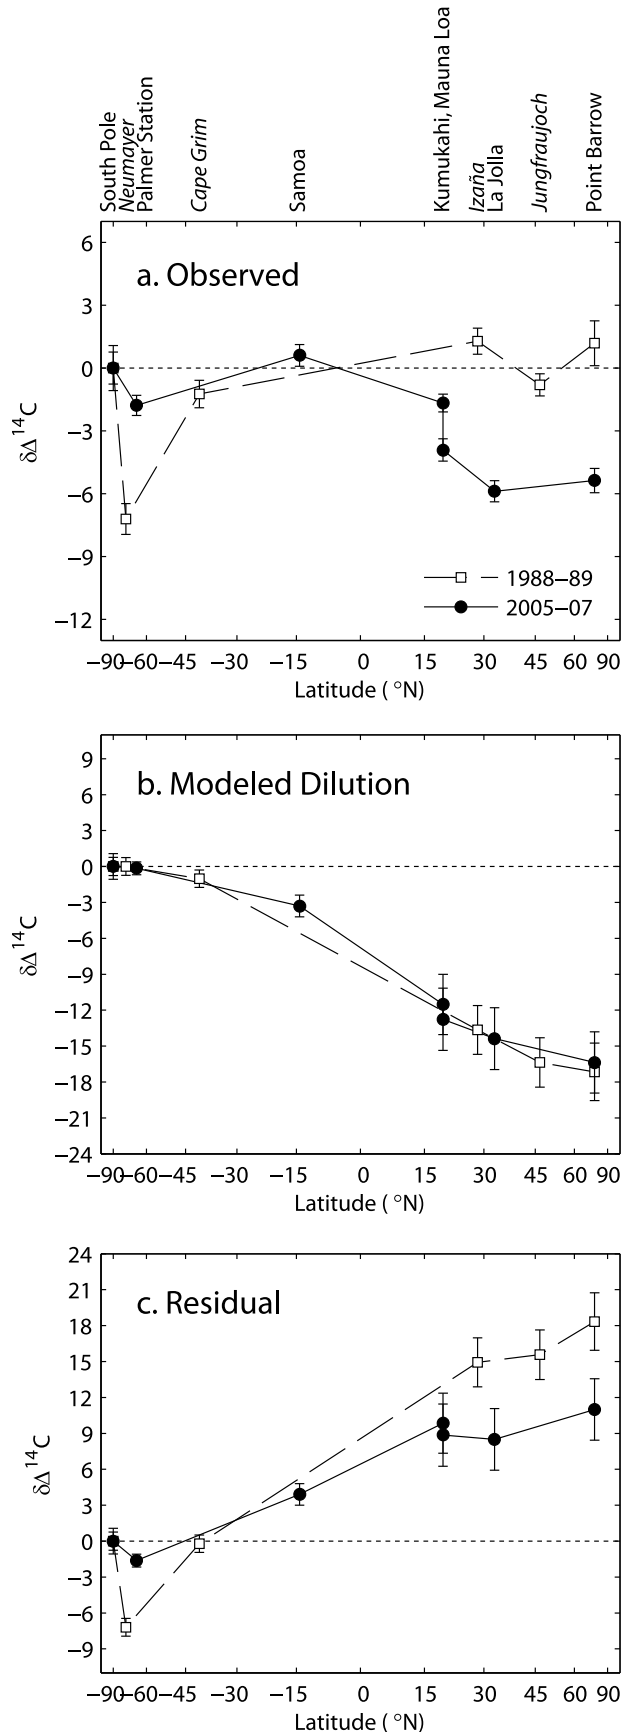 South Pole
Neumayer
Palmer Station
Cape Grim
Samoa
Kumukahi, Mauna Loa
Izaña
La Jolla
Jungfraujoch
Point Barrow
a. Observed
6
3
0
−3
−6
−9
−12
δΔ¹⁴C
1988−89
2005−07
−90 −60 −45 −30 −15 0 15 30 45 60 90
Latitude ( °N)
b. Modeled Dilution
9
6
3
0
−3
−6
−9
−12
−15
−18
−21
−24
δΔ¹⁴C
−90 −60 −45 −30 −15 0 15 30 45 60 90
Latitude ( °N)
c. Residual
24
21
18
15
12
9
6
3
0
−3
−6
−9
δΔ¹⁴C
−90 −60 −45 −30 −15 0 15 30 45 60 90
Latitude ( °N)